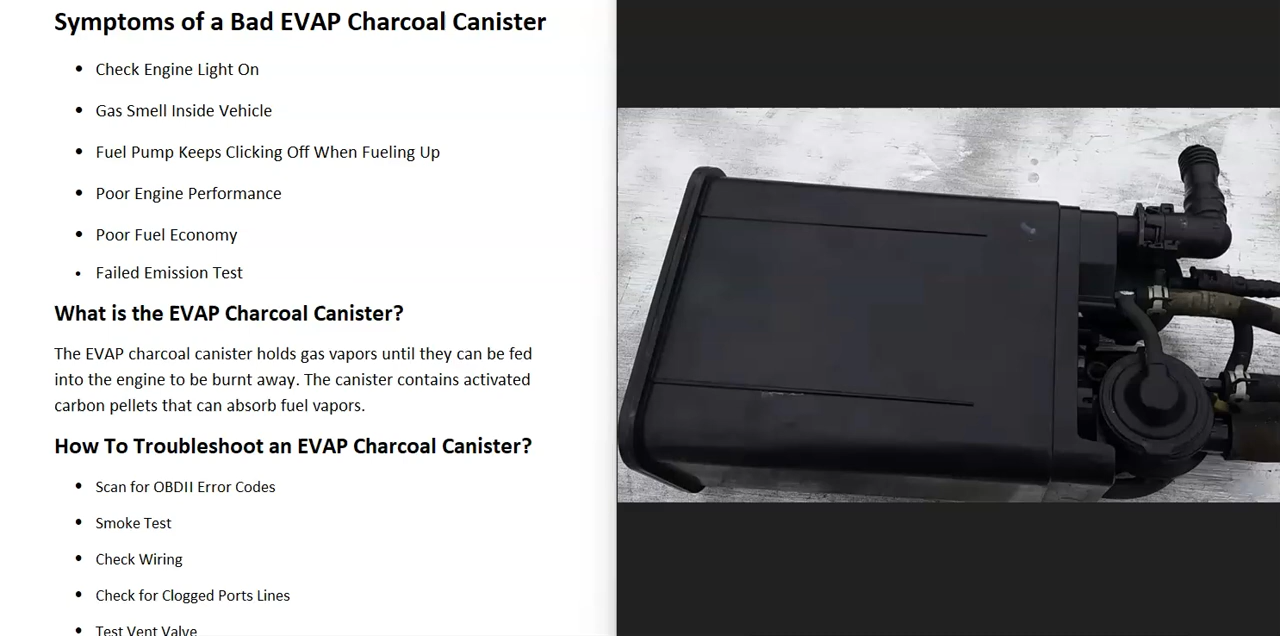 Symptoms of a Bad EVAP Charcoal Canister
Check Engine Light On
Gas Smell Inside Vehicle
Fuel Pump Keeps Clicking Off When Fueling Up
Poor Engine Performance
Poor Fuel Economy
Failed Emission Test
What is the EVAP Charcoal Canister?
The EVAP charcoal canister holds gas vapors until they can be fed
into the engine to be burnt away. The canister contains activated
carbon pellets that can absorb fuel vapors.
How To Troubleshoot an EVAP Charcoal Canister?
Scan for OBDII Error Codes
Smoke Test
Check Wiring
Check for Clogged Ports Lines
Test Vent Valve